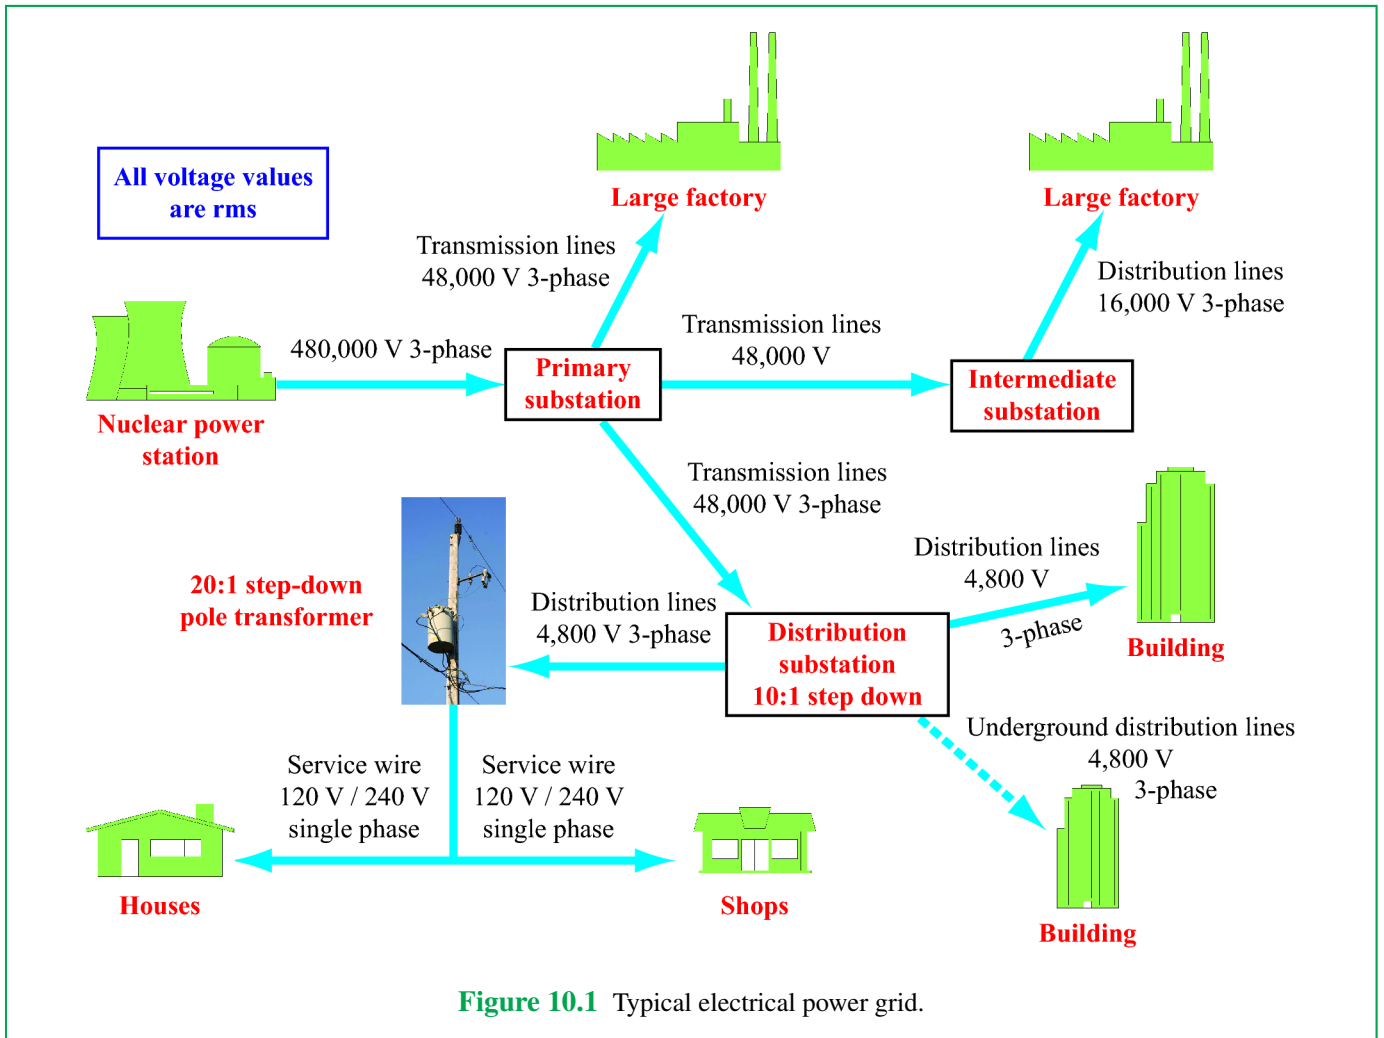 All voltage values
are rms
Large factory
Large factory
Transmission lines
48,000 V 3-phase
Distribution lines
16,000 V 3-phase
480,000 V 3-phase
Transmission lines
48,000 V
Primary
substation
Intermediate
substation
Nuclear power
station
Transmission lines
48,000 V 3-phase
20:1 step-down
pole transformer
Distribution lines
4,800 V 3-phase
Distribution
substation
10:1 step down
Distribution lines
4,800 V
3-phase
Building
Underground distribution lines
4,800 V
3-phase
Building
Service wire
120 V / 240 V
single phase
Service wire
120 V / 240 V
single phase
Houses
Shops
Figure 10.1 Typical electrical power grid.